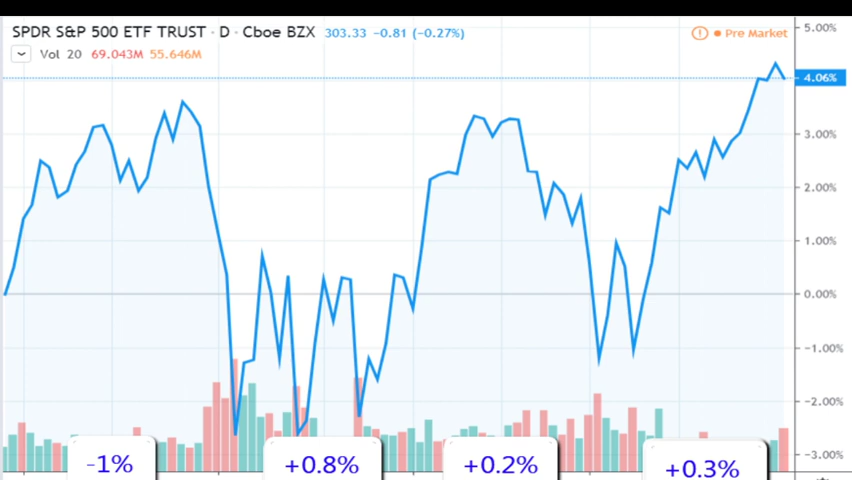 SPDR S&P 500 ETF TRUST · D · Cboe BZX 303.33 -0.81 (-0.27%) Pre Market 5.00%
Vol 20 69.043M 55.646M
4.06%
3.00%
2.00%
1.00%
0.00%
-1.00%
-2.00%
-3.00%
-1% +0.8% +0.2% +0.3%